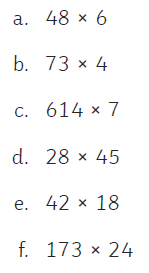 a. 48 × 6
b. 73 × 4
c. 614 × 7
d. 28 × 45
e. 42 × 18
f. 173 × 24